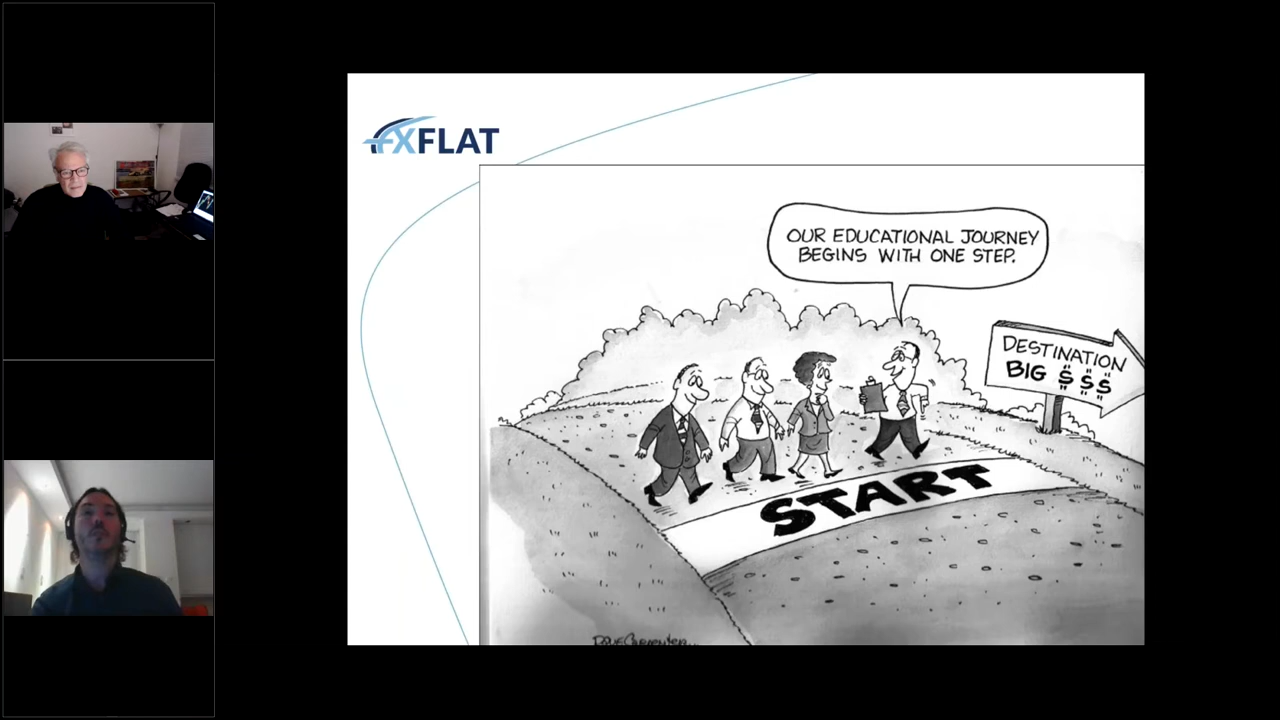 FXFLAT
OUR EDUCATIONAL JOURNEY
BEGINS WITH ONE STEP.
DESTINATION
BIG $ $ $
START